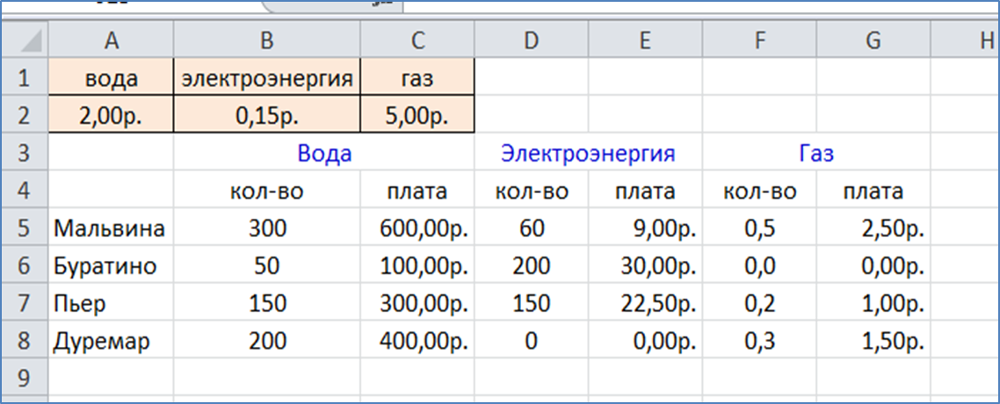 A B C D E F G H
1 вода электроэнергия газ
2 2,00р. 0,15р. 5,00р.
3 Вода Электроэнергия Газ
4 кол-во плата кол-во плата кол-во плата
5 Мальвина 300 600,00р. 60 9,00р. 0,5 2,50р.
6 Буратино 50 100,00р. 200 30,00р. 0,0 0,00р.
7 Пьер 150 300,00р. 150 22,50р. 0,2 1,00р.
8 Дуремар 200 400,00р. 0 0,00р. 0,3 1,50р.
9